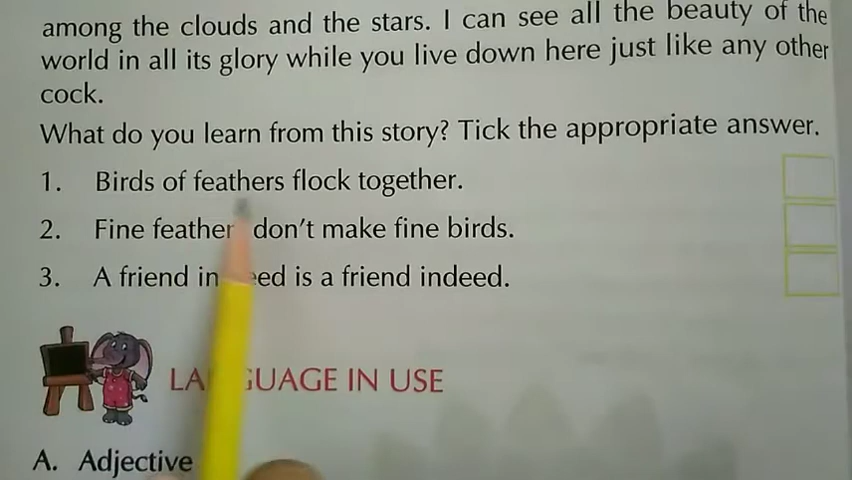 among the clouds and the stars. I can see all the beauty of the
world in all its glory while you live down here just like any other
cock.
What do you learn from this story? Tick the appropriate answer.
1. Birds of feathers flock together.
2. Fine feather don't make fine birds.
3. A friend in is a friend indeed.
LANGUAGE IN USE
A. Adjective